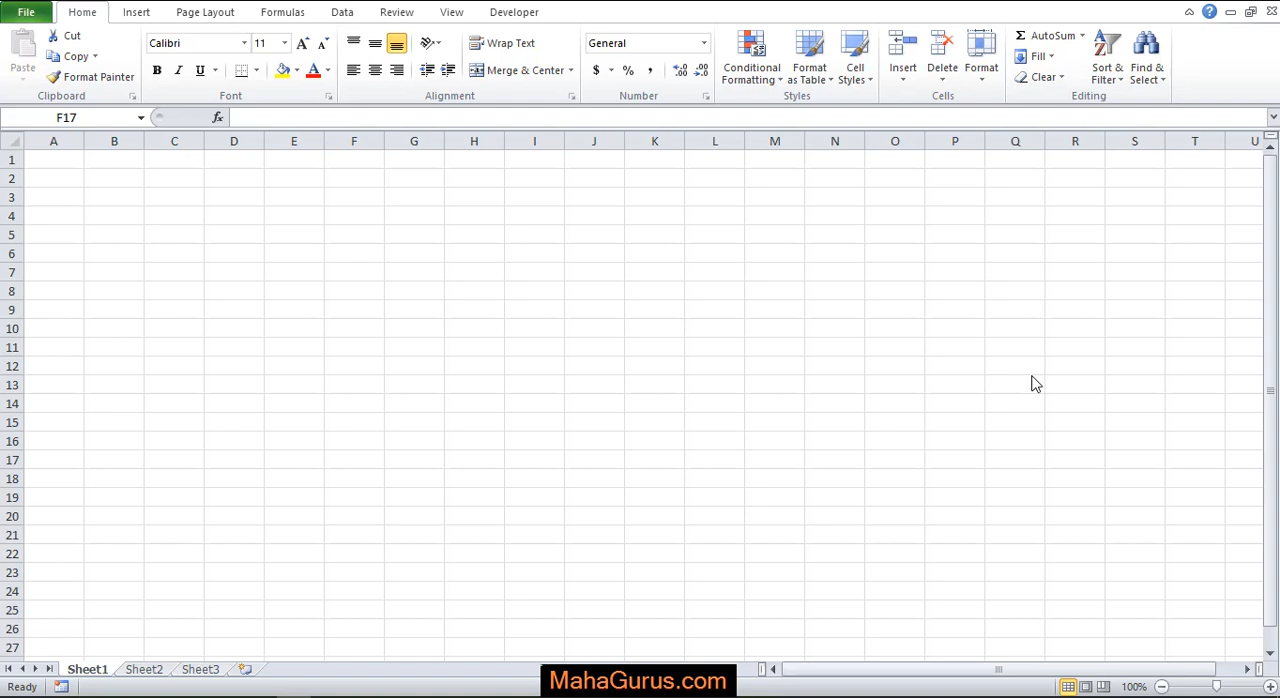 File Home Insert Page Layout Formulas Data Review View Developer
Cut
Copy
Format Painter
Paste
Clipboard
Calibri 11 A A
B I U A
Font
Wrap Text
Merge & Center
Alignment
General
$ % ,
Number
Conditional Formatting
Format as Table
Cell Styles
Styles
Insert
Delete
Format
Cells
Σ AutoSum
Fill
Clear
Sort & Filter
Find & Select
Editing
F17 fx
A B C D E F G H I J K L M N O P Q R S T U
1
2
3
4
5
6
7
8
9
10
11
12
13
14
15
16
17
18
19
20
21
22
23
24
25
26
27
Sheet1 Sheet2 Sheet3
Ready 100%
MahaGurus.com